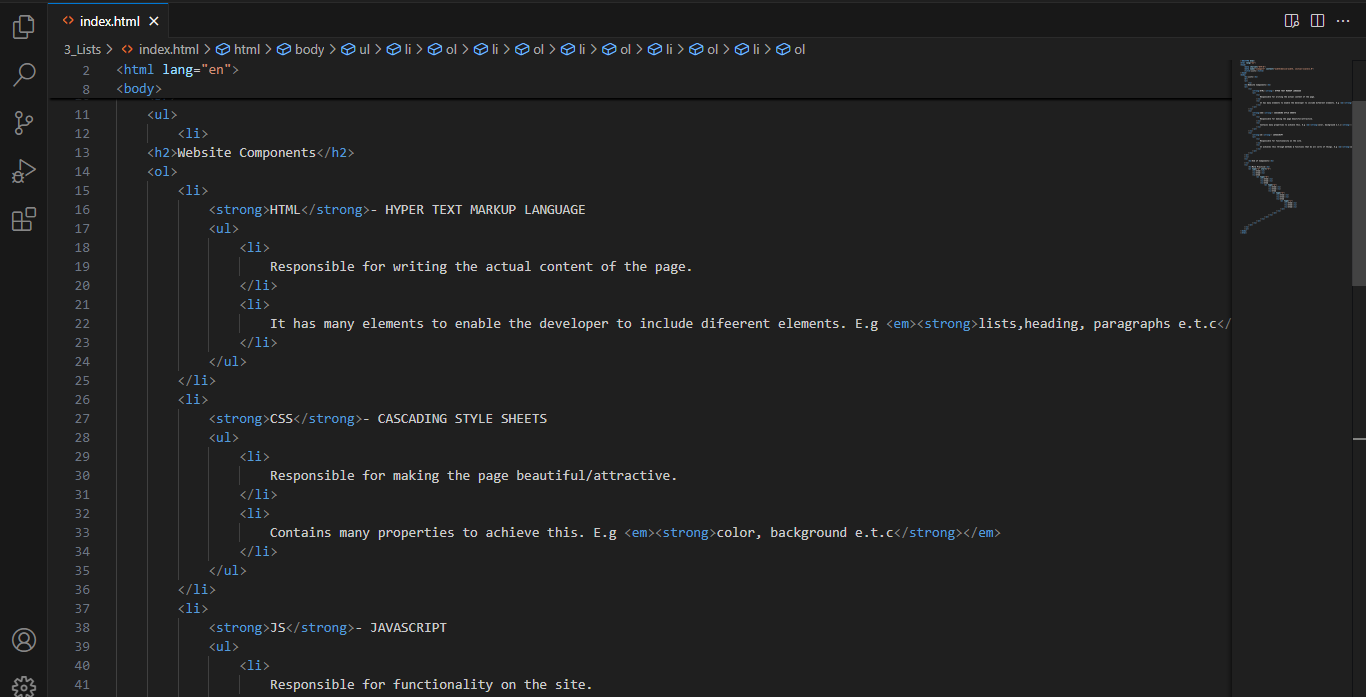 index.html
3_Lists > index.html > html > body > ul > li > ol > li > ol > li > ol > li > ol > li > ol
2 <html lang="en">
8 <body>
11 <ul>
12 <li>
13 <h2>Website Components</h2>
14 <ol>
15 <li>
16 <strong>HTML</strong>- HYPER TEXT MARKUP LANGUAGE
17 <ul>
18 <li>
19 Responsible for writing the actual content of the page.
20 </li>
21 <li>
22 It has many elements to enable the developer to include difeerent elements. E.g <em><strong>lists,heading, paragraphs e.t.c</
23 </li>
24 </ul>
25 </li>
26 <li>
27 <strong>CSS</strong>- CASCADING STYLE SHEETS
28 <ul>
29 <li>
30 Responsible for making the page beautiful/attractive.
31 </li>
32 <li>
33 Contains many properties to achieve this. E.g <em><strong>color, background e.t.c</strong></em>
34 </li>
35 </ul>
36 </li>
37 <li>
38 <strong>JS</strong>- JAVASCRIPT
39 <ul>
40 <li>
41 Responsible for functionality on the site.